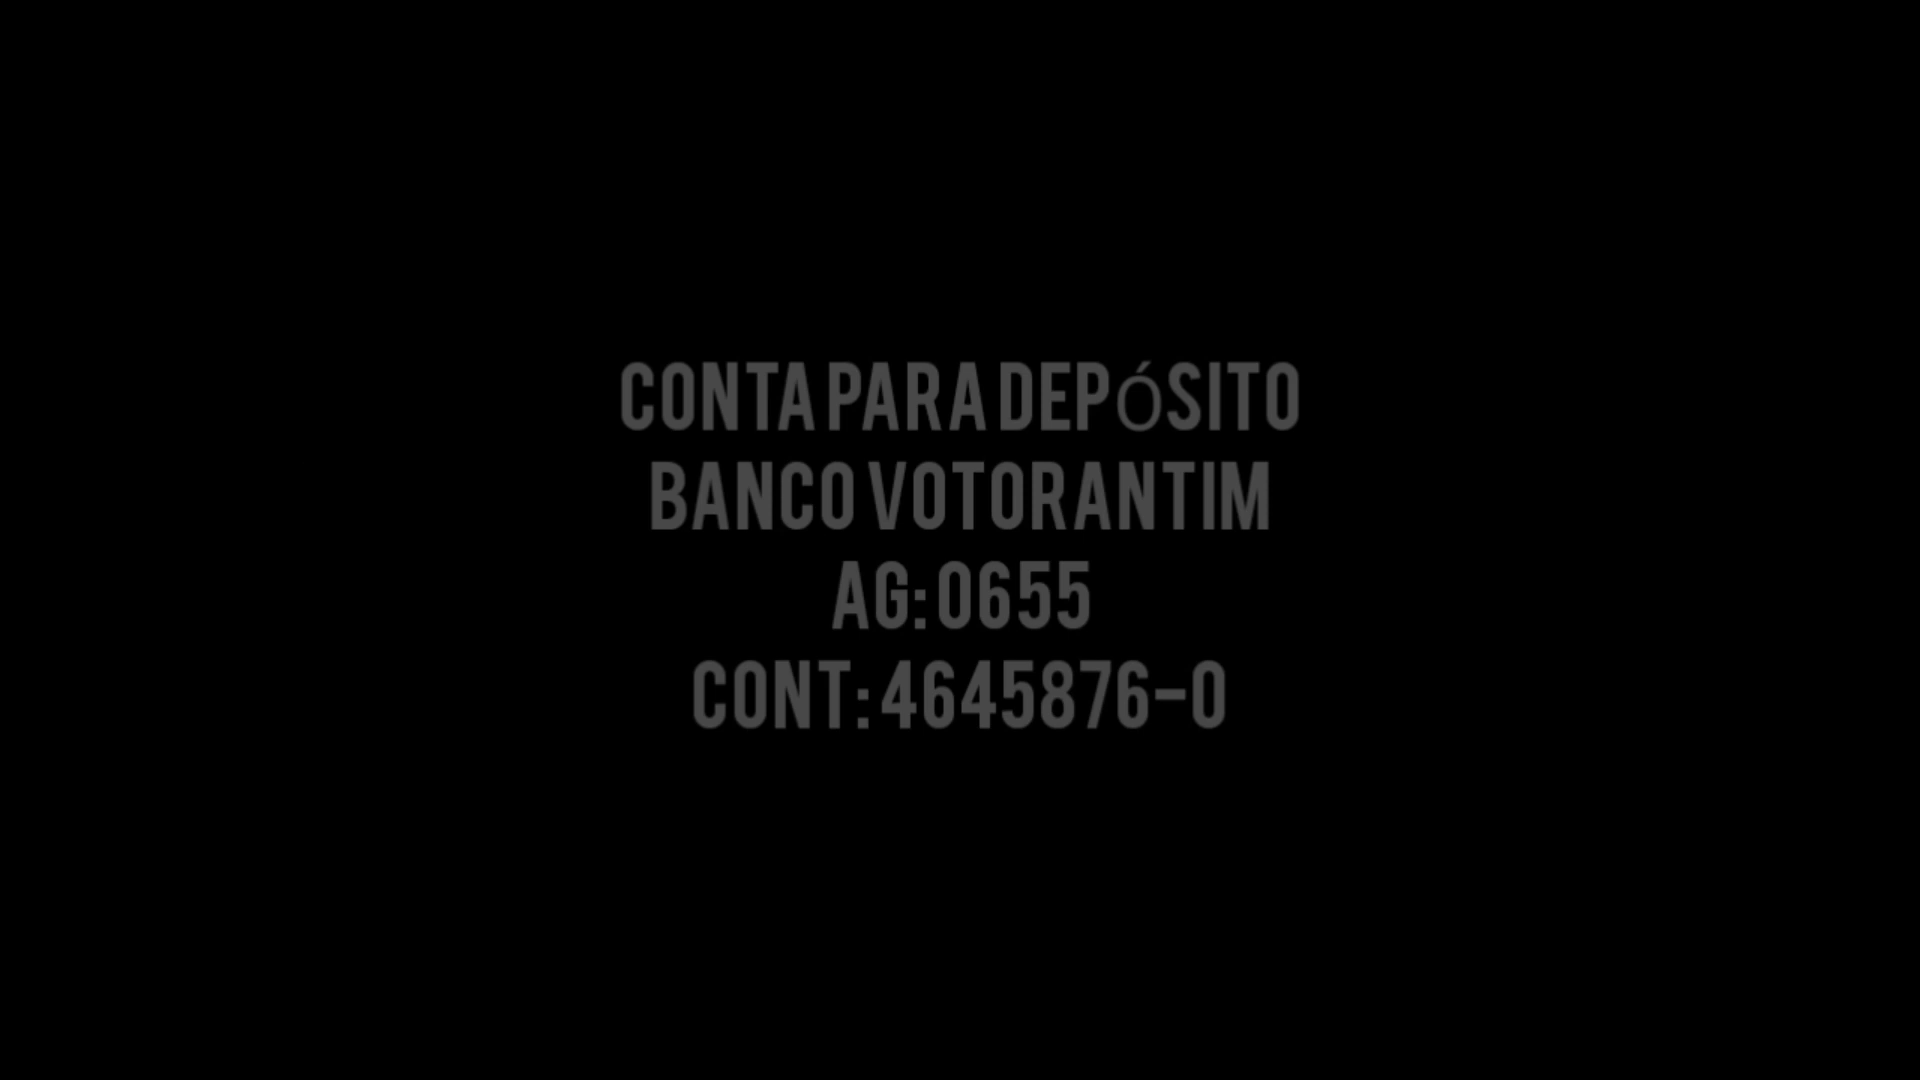 CONTA PARA DEPÓSITO
BANCO VOTORANTIM
AG: 0655
CONT: 4645876-0